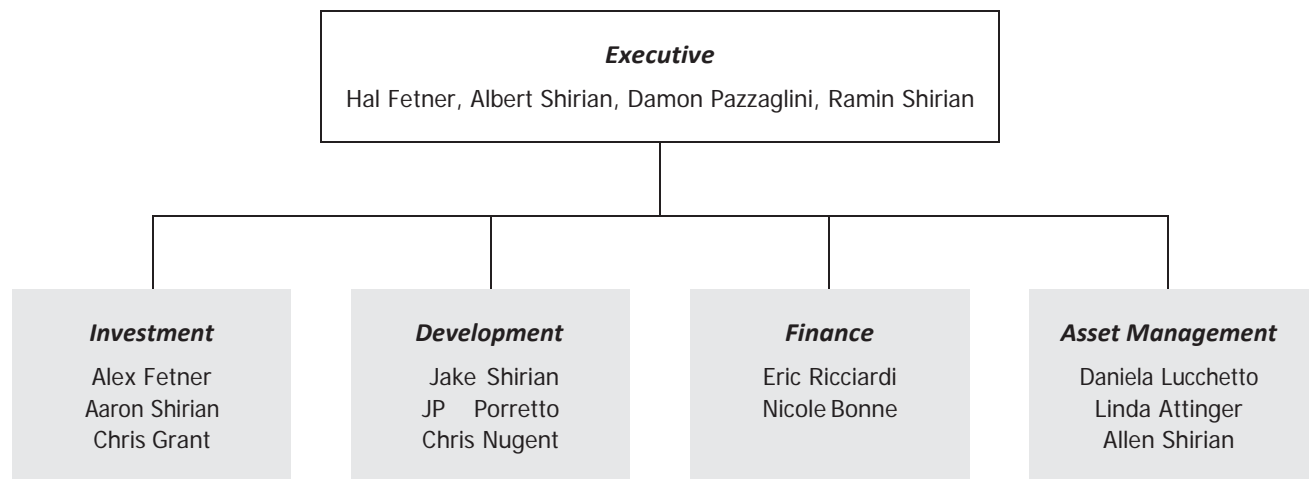 Executive
Hal Fetner, Albert Shirian, Damon Pazzaglini, Ramin Shirian
Investment
Alex Fetner
Aaron Shirian
Chris Grant
Development
Jake Shirian
JP Porretto
Chris Nugent
Finance
Eric Ricciardi
Nicole Bonne
Asset Management
Daniela Lucchetto
Linda Attinger
Allen Shirian